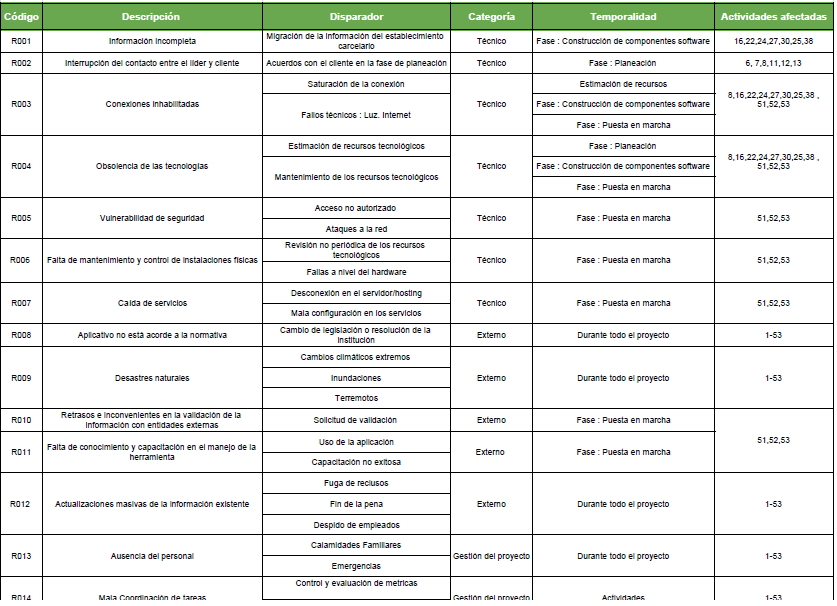 Código Descripción Disparador Categoría Temporalidad Actividades afectadas
R001 Información incompleta Migración de la información del establecimiento carcelario Técnico Fase : Construcción de componentes software 16,22,24,27,30,25,38
R002 Interrupción del contacto entre el líder y cliente Acuerdos con el cliente en la fase de planeación Técnico Fase : Planeación 6, 7,8,11,12,13
R003 Conexiones inhabilitadas Saturación de la conexión Técnico Estimación de recursos 8,16,22,24,27,30,25,38 , 51,52,53
Fallos técnicos : Luz. Internet Fase : Construcción de componentes software
Fase : Puesta en marcha
R004 Obsolencia de las tecnologías Estimación de recursos tecnológicos Técnico Fase : Planeación 8,16,22,24,27,30,25,38 , 51,52,53
Mantenimiento de los recursos tecnológicos Fase : Construcción de componentes software
Fase : Puesta en marcha
R005 Vulnerabilidad de seguridad Acceso no autorizado Técnico Fase : Puesta en marcha 51,52,53
Ataques a la red
R006 Falta de mantenimiento y control de instalaciones físicas Revisión no periódica de los recursos tecnológicos Técnico Fase : Puesta en marcha 51,52,53
Fallas a nivel del hardware
R007 Caída de servicios Desconexión en el servidor/hosting Técnico Fase : Puesta en marcha 51,52,53
Mala configuración en los servicios
R008 Aplicativo no está acorde a la normativa Cambio de legislación o resolución de la institución Externo Durante todo el proyecto 1-53
R009 Desastres naturales Cambios climáticos extremos Externo Durante todo el proyecto 1-53
Inundaciones
Terremotos
R010 Retrasos e inconvenientes en la validación de la información con entidades externas Solicitud de validación Externo Fase : Puesta en marcha 51,52,53
R011 Falta de conocimiento y capacitación en el manejo de la herramienta Uso de la aplicación Externo Fase : Puesta en marcha
Capacitación no exitosa
R012 Actualizaciones masivas de la información existente Fuga de reclusos Externo Durante todo el proyecto 1-53
Fin de la pena
Despido de empleados
R013 Ausencia del personal Calamidades Familiares Gestión del proyecto Durante todo el proyecto 1-53
Emergencias
R014 Mala Coordinación de tareas Control y evaluación de metricas Gestión del proyecto Actividades 1-53